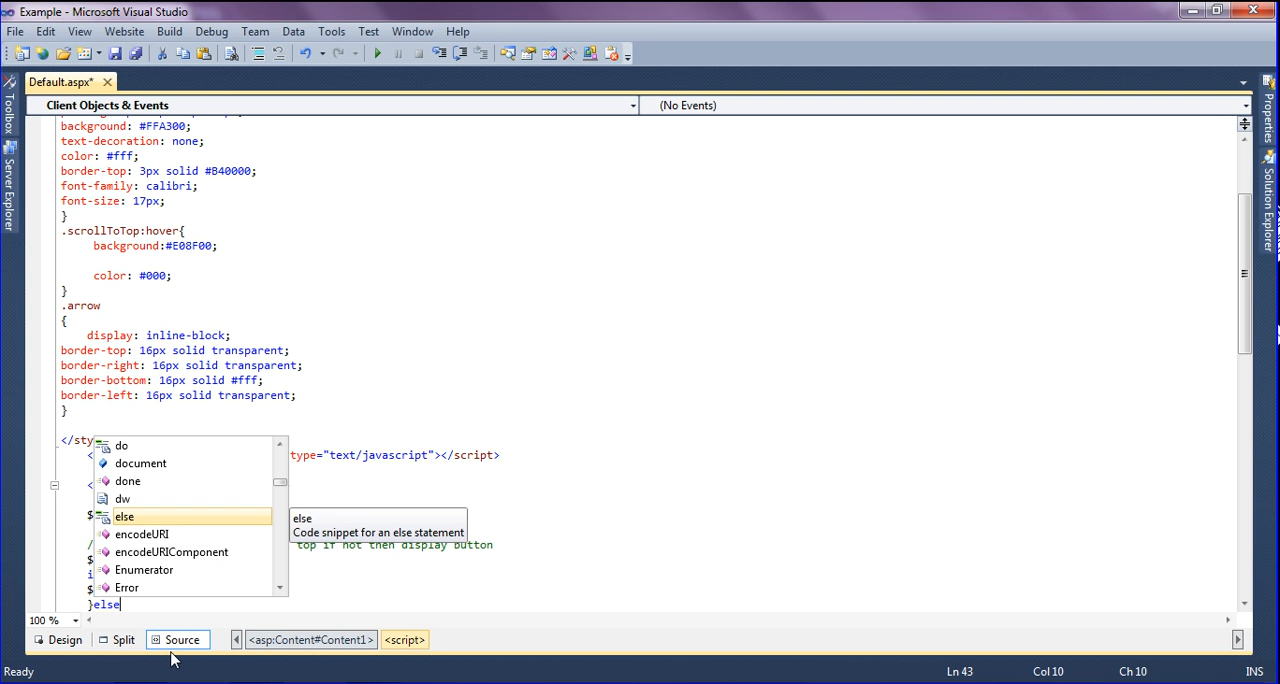 Example - Microsoft Visual Studio
File Edit View Website Build Debug Team Data Tools Test Window Help
Default.aspx*
Toolbox
Server Explorer
Properties
Solution Explorer
Client Objects & Events (No Events)
background: #FFA300;
text-decoration: none;
color: #fff;
border-top: 3px solid #B40000;
font-family: calibri;
font-size: 17px;
}
.scrollToTop:hover{
background:#E08F00;
color: #000;
}
.arrow
{
display: inline-block;
border-top: 16px solid transparent;
border-right: 16px solid transparent;
border-bottom: 16px solid #fff;
border-left: 16px solid transparent;
}
</sty
do
< type="text/javascript"></script>
document
done
<
dw
$
else
else
Code snippet for an else statement
encodeURI
/ top if not then display button
encodeURIComponent
$
Enumerator
i
Error
$
}else
100 %
Design Split Source <asp:Content#Content1> <script>
Ready Ln 43 Col 10 Ch 10 INS